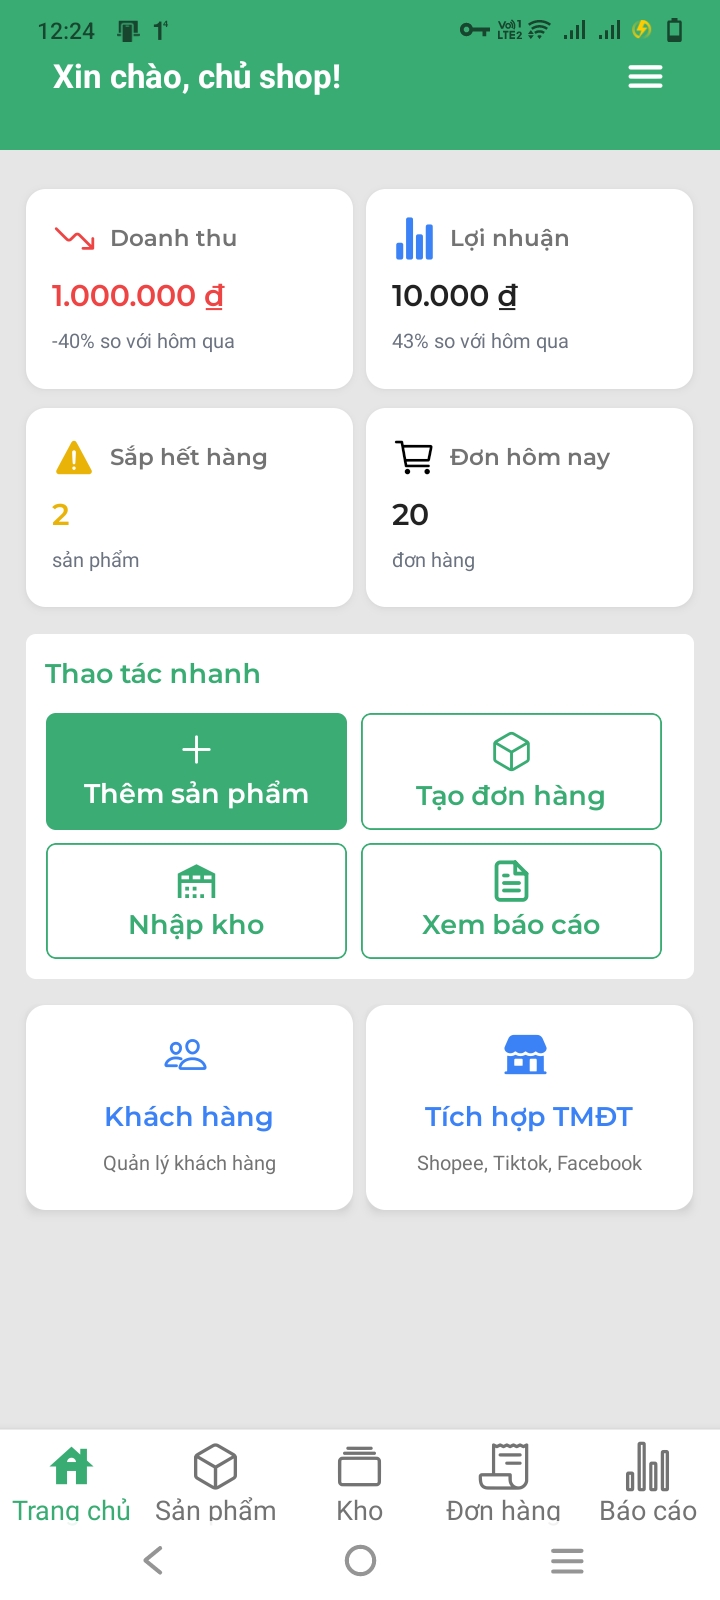 12:24
Vo)) 1
LTE2
Xin chào, chủ shop!
Doanh thu
1.000.000 ₫
-40% so với hôm qua
Lợi nhuận
10.000 ₫
43% so với hôm qua
Sắp hết hàng
2
sản phẩm
Đơn hôm nay
20
đơn hàng
Thao tác nhanh
Thêm sản phẩm
Tạo đơn hàng
Nhập kho
Xem báo cáo
Khách hàng
Quản lý khách hàng
Tích hợp TMĐT
Shopee, Tiktok, Facebook
Trang chủ
Sản phẩm
Kho
Đơn hàng
Báo cáo